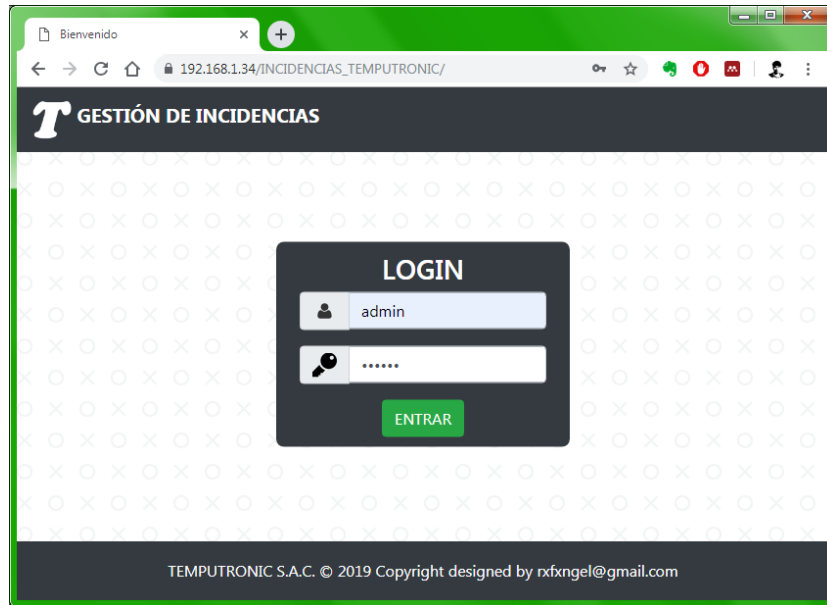 Bienvenido
192.168.1.34/INCIDENCIAS_TEMPUTRONIC/
T GESTIÓN DE INCIDENCIAS
LOGIN
admin
••••••
ENTRAR
TEMPUTRONIC S.A.C. © 2019 Copyright designed by rxfxngel@gmail.com